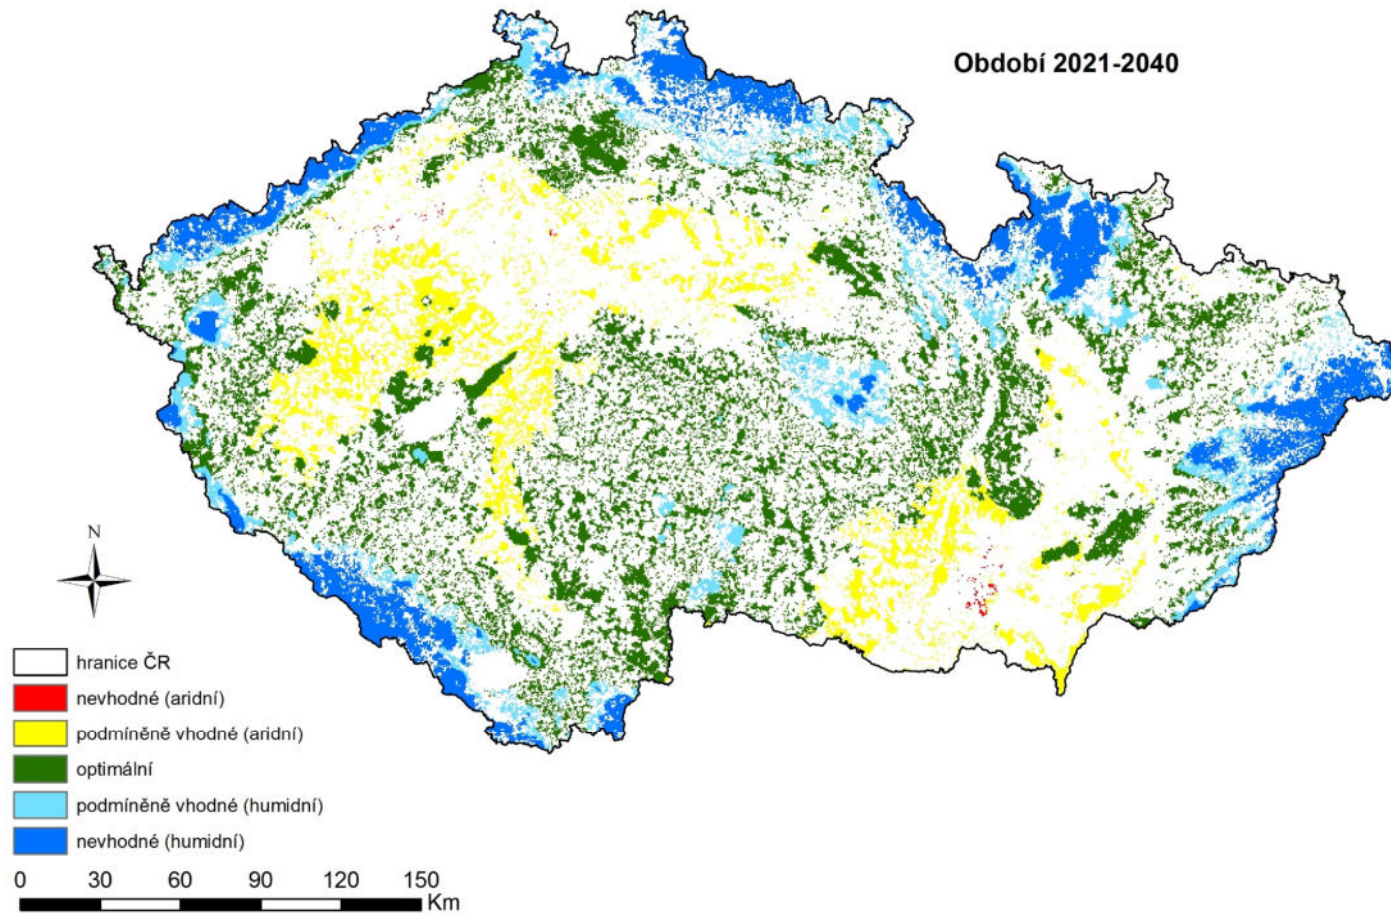 Období 2021-2040
N
hranice ČR
nevhodné (aridní)
podmíněně vhodné (aridní)
optimální
podmíněně vhodné (humidní)
nevhodné (humidní)
0 30 60 90 120 150
Km